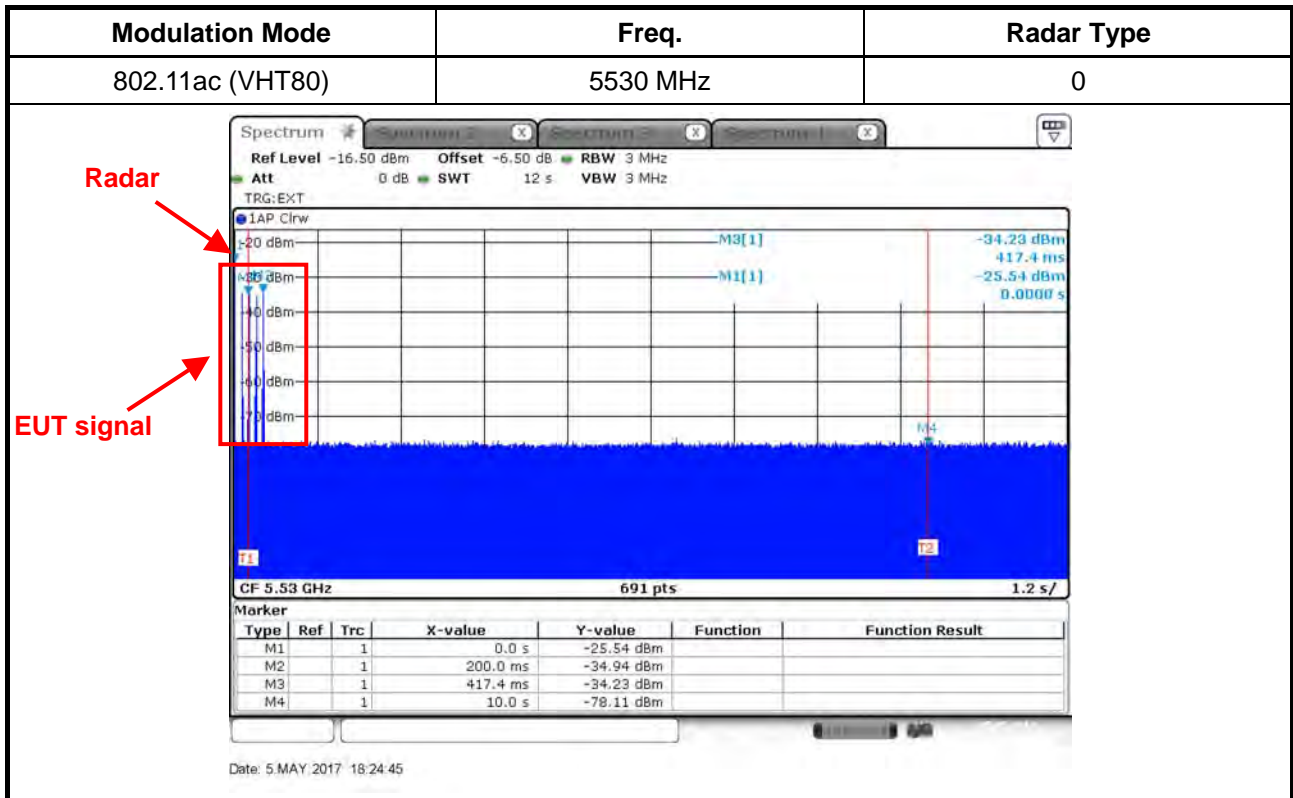 Modulation Mode Freq. Radar Type
802.11ac (VHT80) 5530 MHz 0
Spectrum
Ref Level -16.50 dBm Offset -6.50 dB RBW 3 MHz
Att 0 dB SWT 12 s VBW 3 MHz
TRG:EXT
1AP Clrw
Radar
-20 dBm
M3[1] -34.23 dBm
417.4 ms
M1[1] -25.54 dBm
0.0000 s
-40 dBm
-50 dBm
-60 dBm
-70 dBm
EUT signal
M4
T1
T2
CF 5.53 GHz 691 pts 1.2 s/
Marker
Type Ref Trc X-value Y-value Function Function Result
M1 1 0.0 s -25.54 dBm
M2 1 200.0 ms -34.94 dBm
M3 1 417.4 ms -34.23 dBm
M4 1 10.0 s -78.11 dBm
Date: 5.MAY.2017 18:24:45